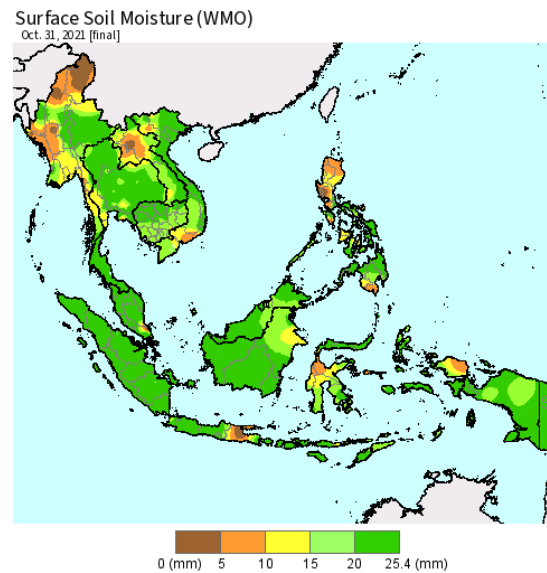 Surface Soil Moisture (WMO)
Oct. 31, 2021 [final]
0 (mm) 5 10 15 20 25.4 (mm)